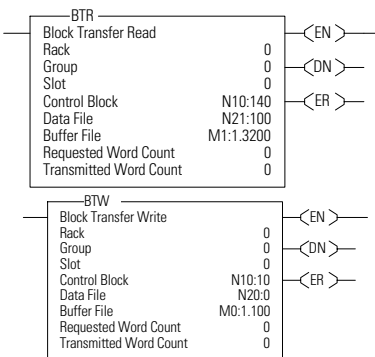 BTR
Block Transfer Read EN
Rack 0
Group 0 DN
Slot 0
Control Block N10:140 ER
Data File N21:100
Buffer File M1:1.3200
Requested Word Count 0
Transmitted Word Count 0
BTW
Block Transfer Write EN
Rack 0
Group 0 DN
Slot 0
Control Block N10:10 ER
Data File N20:0
Buffer File M0:1.100
Requested Word Count 0
Transmitted Word Count 0